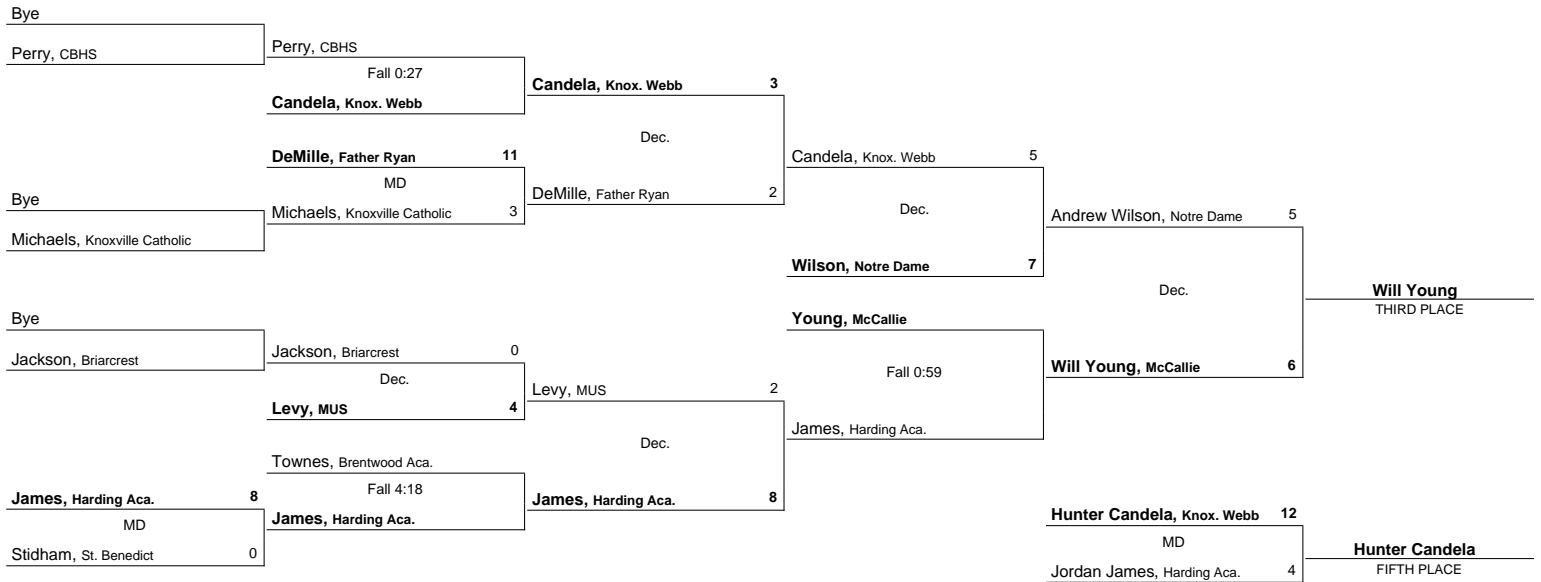 Bye
Perry, CBHS
Perry, CBHS
Fall 0:27
Candela, Knox. Webb
Candela, Knox. Webb 3
Dec.
DeMille, Father Ryan 2
DeMille, Father Ryan 11
MD
Michaels, Knoxville Catholic 3
Bye
Michaels, Knoxville Catholic
Candela, Knox. Webb 5
Dec.
Wilson, Notre Dame 7
Andrew Wilson, Notre Dame 5
Dec.
Will Young, McCallie 6
Will Young
THIRD PLACE
Bye
Jackson, Briarcrest
Jackson, Briarcrest 0
Dec.
Levy, MUS 4
Levy, MUS 2
Dec.
James, Harding Aca. 8
Young, McCallie
Fall 0:59
James, Harding Aca.
Townes, Brentwood Aca.
Fall 4:18
James, Harding Aca.
James, Harding Aca. 8
MD
Stidham, St. Benedict 0
Hunter Candela, Knox. Webb 12
MD
Jordan James, Harding Aca. 4
Hunter Candela
FIFTH PLACE